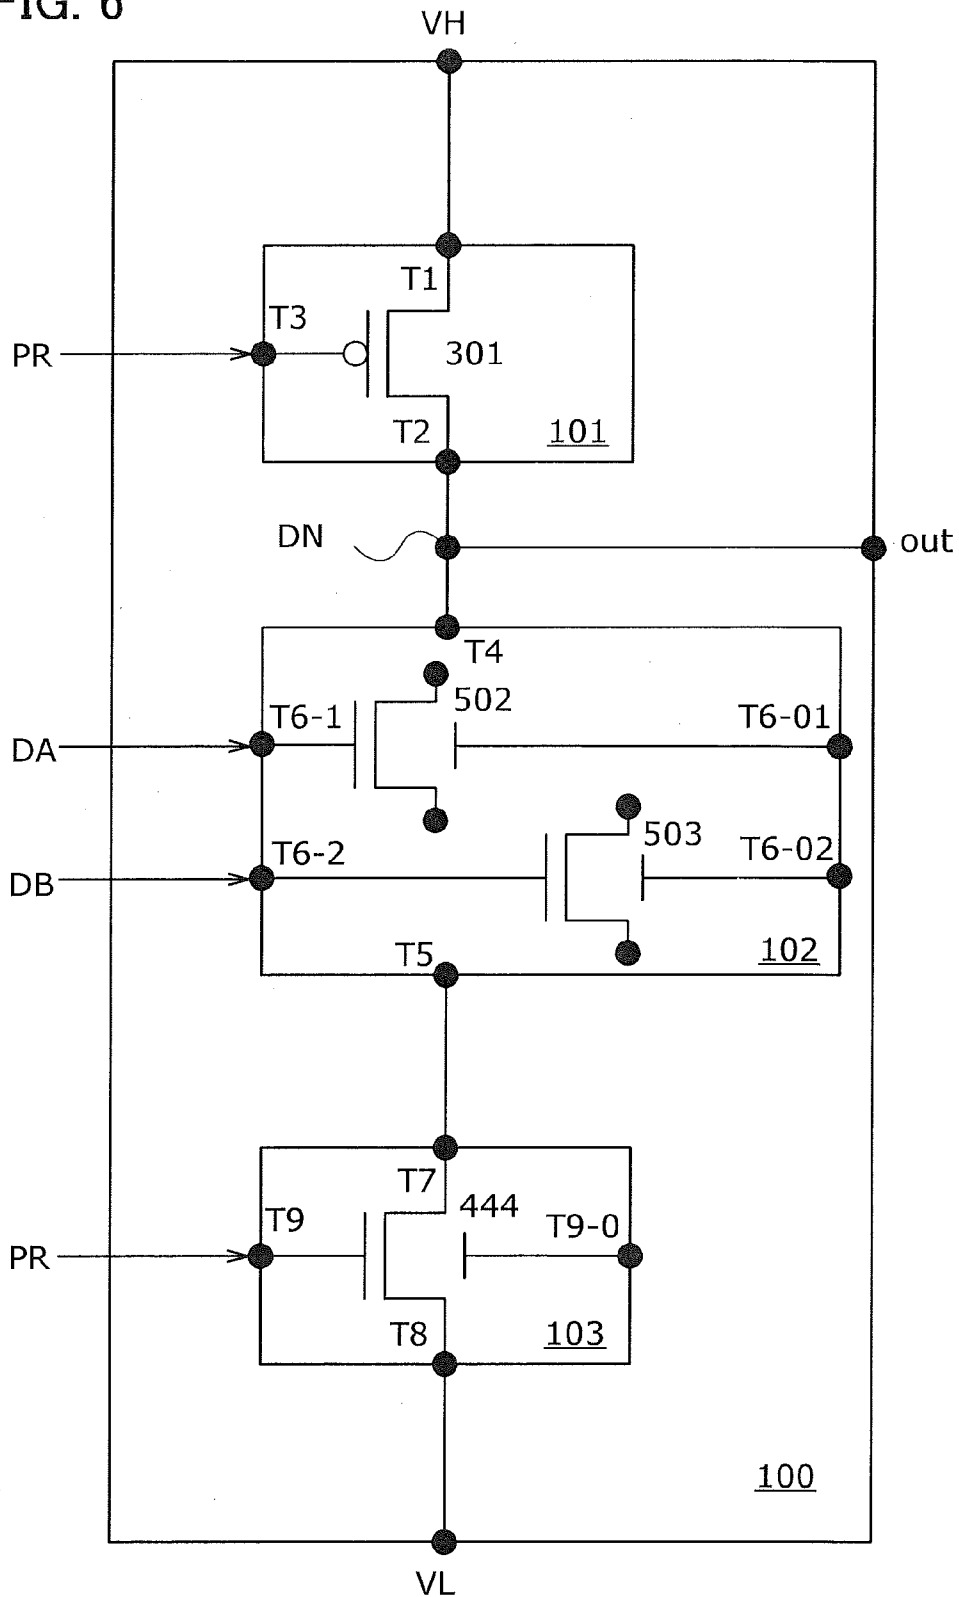 FIG. 6
VH
T1
T3
PR
301
T2
101
DN
out
T4
502
T6-1
T6-01
DA
503
T6-2
T6-02
DB
T5
102
T7
444
T9
T9-0
PR
T8
103
100
VL